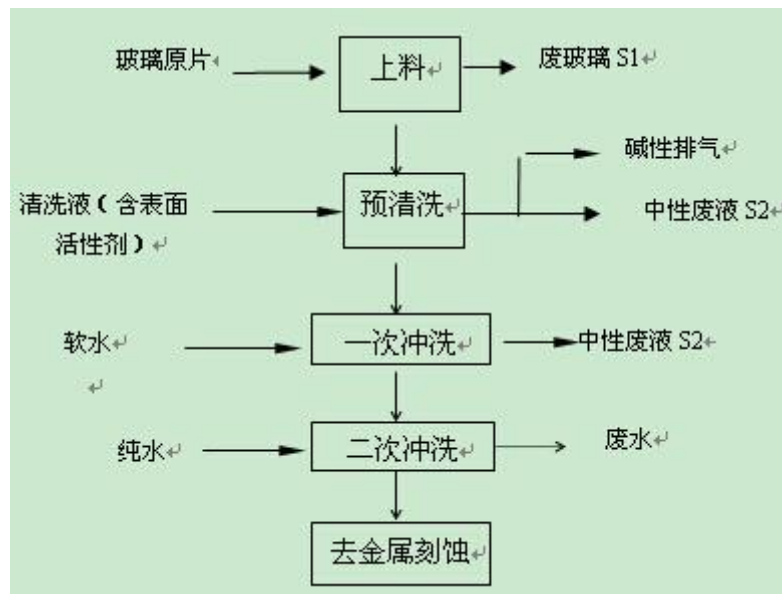 玻璃原片
上料
废玻璃 S1
碱性排气
清洗液（含表面
活性剂）
预清洗
中性废液 S2
软水
一次冲洗
中性废液 S2
纯水
二次冲洗
废水
去金属刻蚀